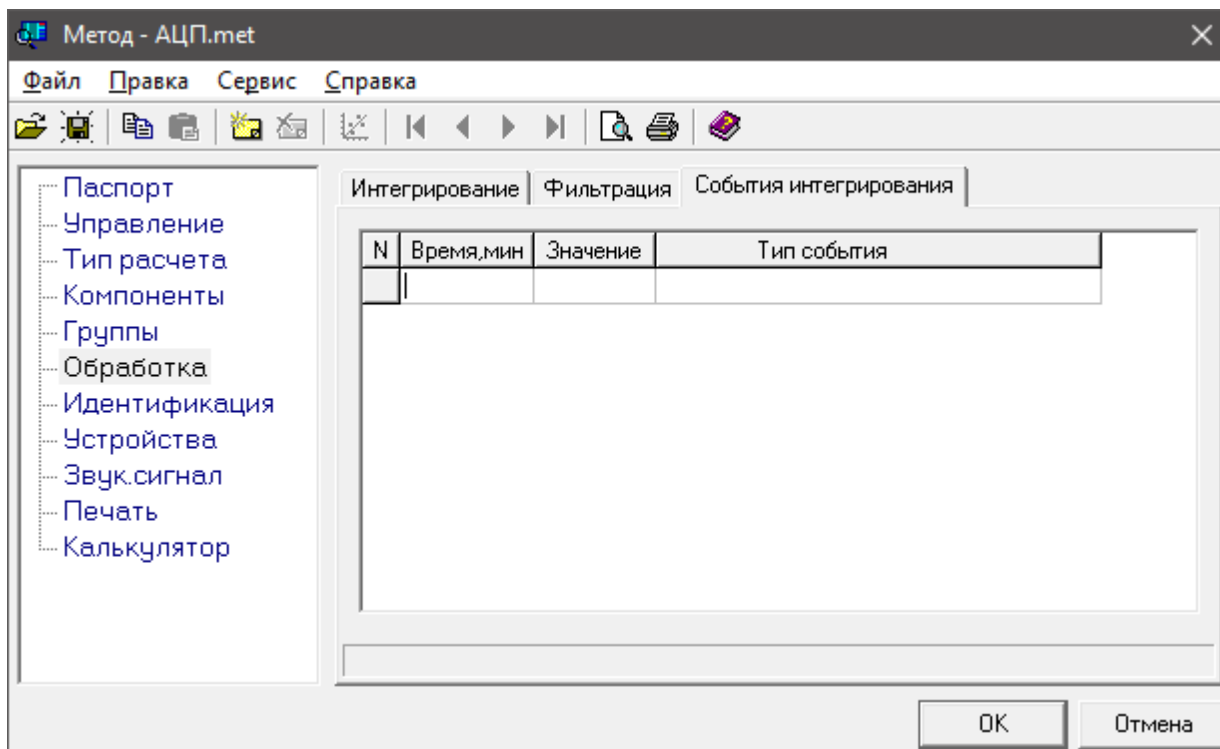 Метод - АЦП.met
Файл Правка Сервис Справка
Паспорт
Управление
Тип расчета
Компоненты
Группы
Обработка
Идентификация
Устройства
Звук.сигнал
Печать
Калькулятор
Интегрирование Фильтрация События интегрирования
N Время,мин Значение Тип события
OK Отмена